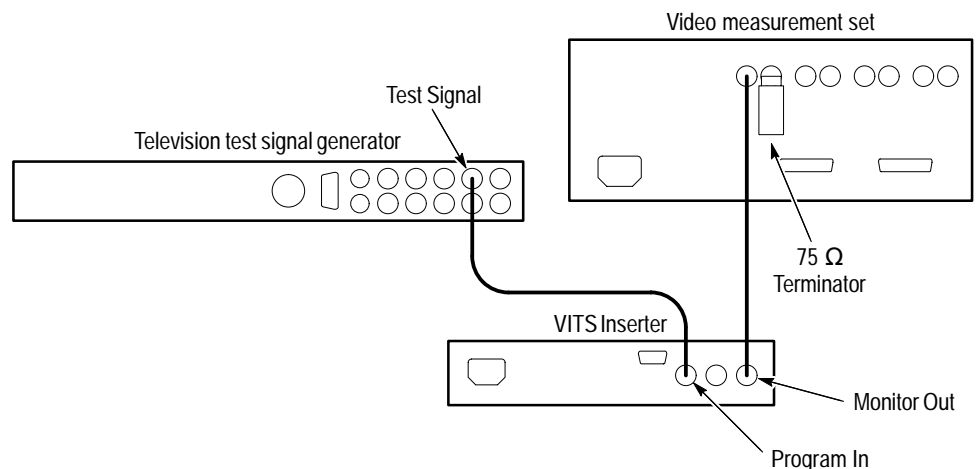 Video measurement set
Test Signal
Television test signal generator
75 Ω
Terminator
VITS Inserter
Monitor Out
Program In